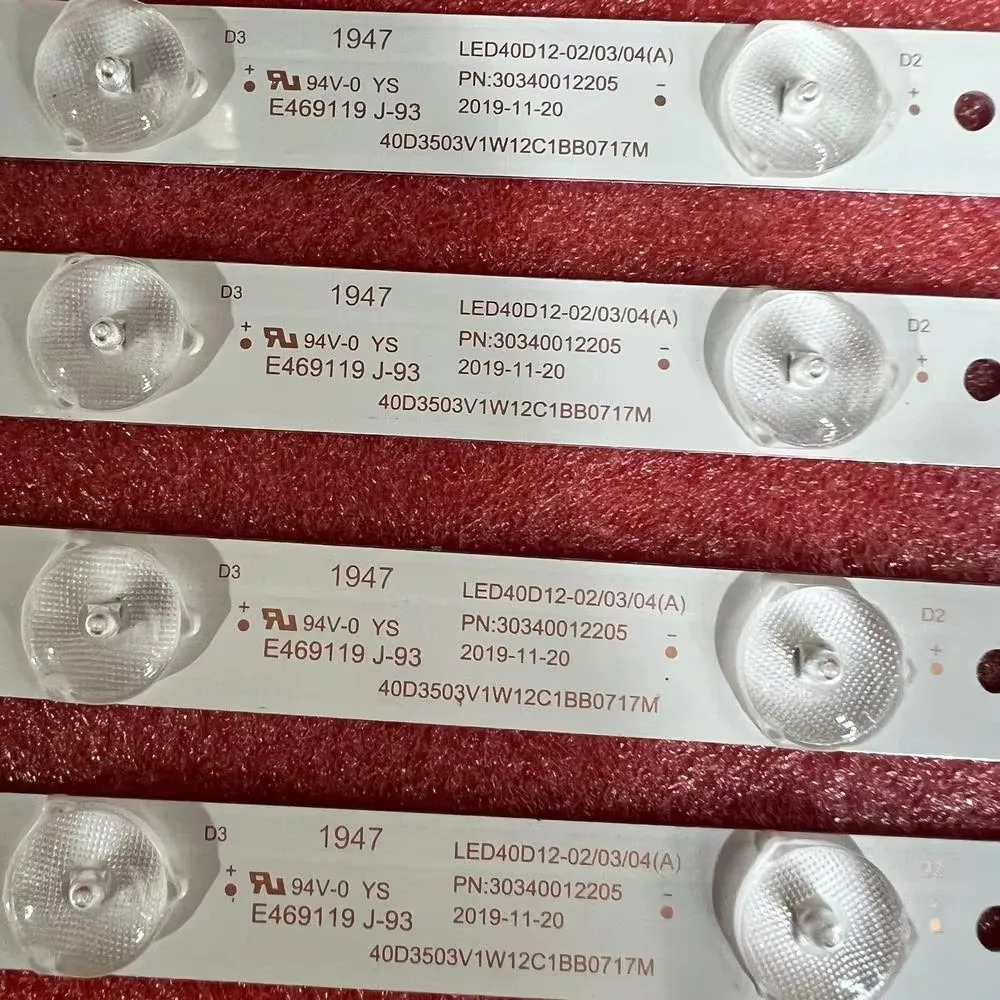 D3 1947 LED40D12-02/03/04(A) D2
+ 94V-0 YS PN:30340012205 - +
E469119 J-93 2019-11-20
40D3503V1W12C1BB0717M
D3 1947 LED40D12-02/03/04(A) D2
+ 94V-0 YS PN:30340012205 - +
E469119 J-93 2019-11-20
40D3503V1W12C1BB0717M
D3 1947 LED40D12-02/03/04(A) D2
+ 94V-0 YS PN:30340012205 - +
E469119 J-93 2019-11-20
40D3503V1W12C1BB0717M
D3 1947 LED40D12-02/03/04(A) D2
+ 94V-0 YS PN:30340012205 -
E469119 J-93 2019-11-20
40D3503V1W12C1BB0717M